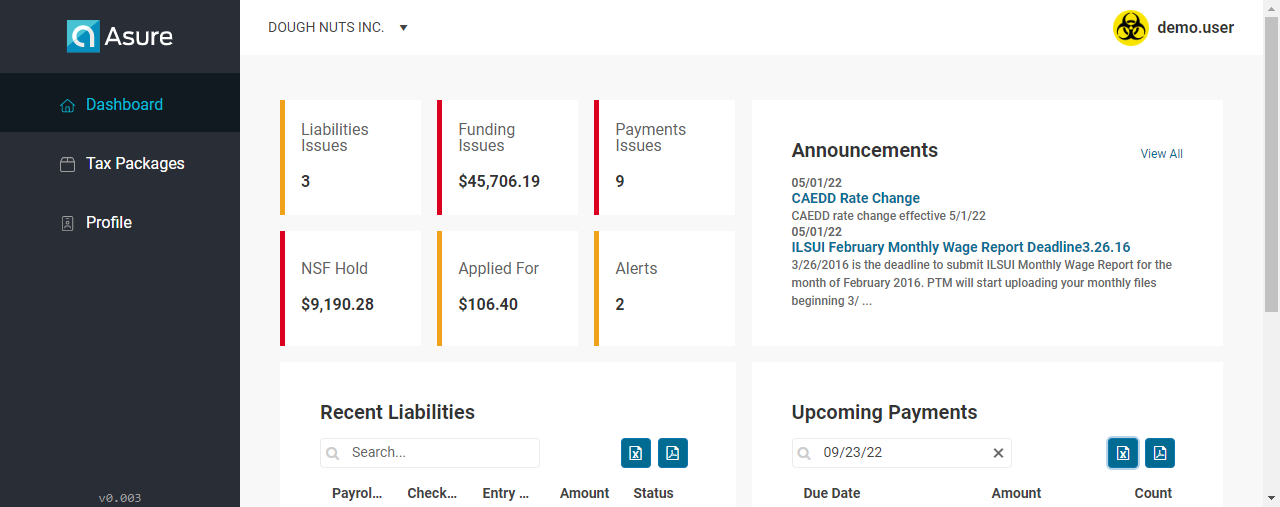 Asure
DOUGH NUTS INC.
demo.user
Dashboard
Tax Packages
Profile
v0.003
Liabilities
Issues
3
Funding
Issues
$45,706.19
Payments
Issues
9
NSF Hold
$9,190.28
Applied For
$106.40
Alerts
2
Announcements
View All
05/01/22
CAEDD Rate Change
CAEDD rate change effective 5/1/22
05/01/22
ILSUI February Monthly Wage Report Deadline3.26.16
3/26/2016 is the deadline to submit ILSUI Monthly Wage Report for the
month of February 2016. PTM will start uploading your monthly files
beginning 3/ ...
Recent Liabilities
Search...
Payrol... Check... Entry ... Amount Status
Upcoming Payments
09/23/22
Due Date Amount Count